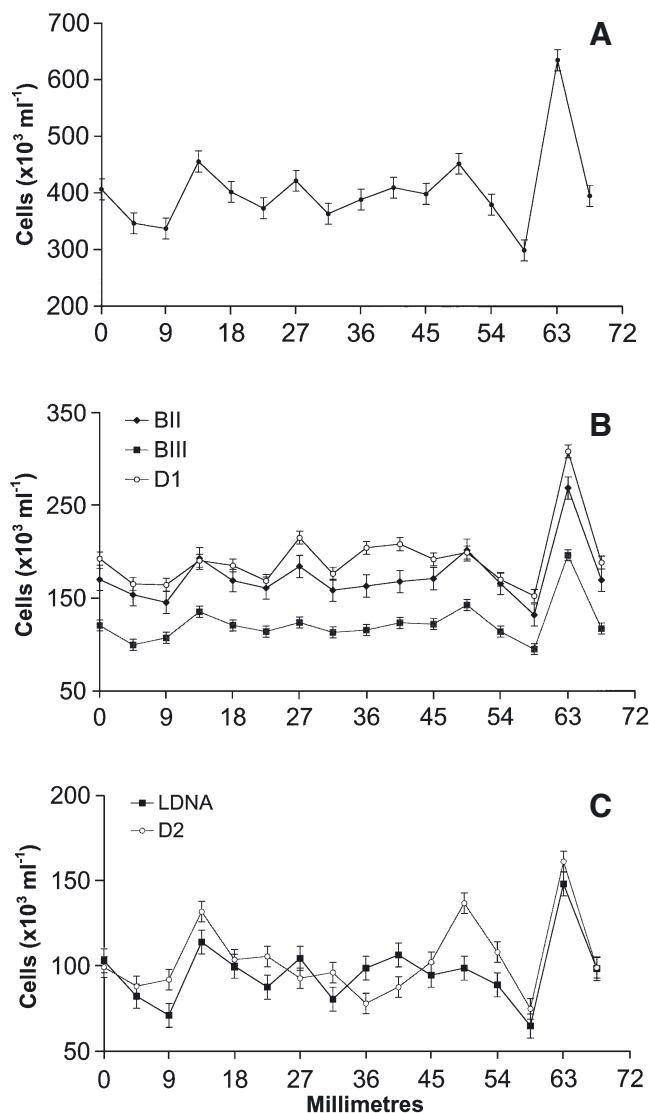 A
Cells (x10³ ml⁻¹)
700
600
500
400
300
200
0 9 18 27 36 45 54 63 72
B
BII
BIII
D1
Cells (x10³ ml⁻¹)
350
250
150
50
0 9 18 27 36 45 54 63 72
C
LDNA
D2
Cells (x10³ ml⁻¹)
200
150
100
50
0 9 18 27 36 45 54 63 72
Millimetres